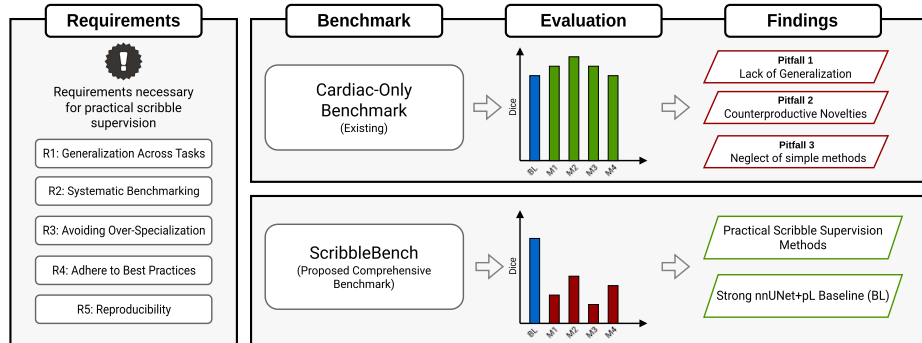 Requirements
Requirements necessary
for practical scribble
supervision
R1: Generalization Across Tasks
R2: Systematic Benchmarking
R3: Avoiding Over-Specialization
R4: Adhere to Best Practices
R5: Reproducibility
Benchmark
Evaluation
Findings
Cardiac-Only
Benchmark
(Existing)
Dice
BL
M1
M2
M3
M4
Pitfall 1
Lack of Generalization
Pitfall 2
Counterproductive Novelties
Pitfall 3
Neglect of simple methods
ScribbleBench
(Proposed Comprehensive
Benchmark)
Dice
BL
M1
M2
M3
M4
Practical Scribble Supervision
Methods
Strong nnUNet+pL Baseline (BL)